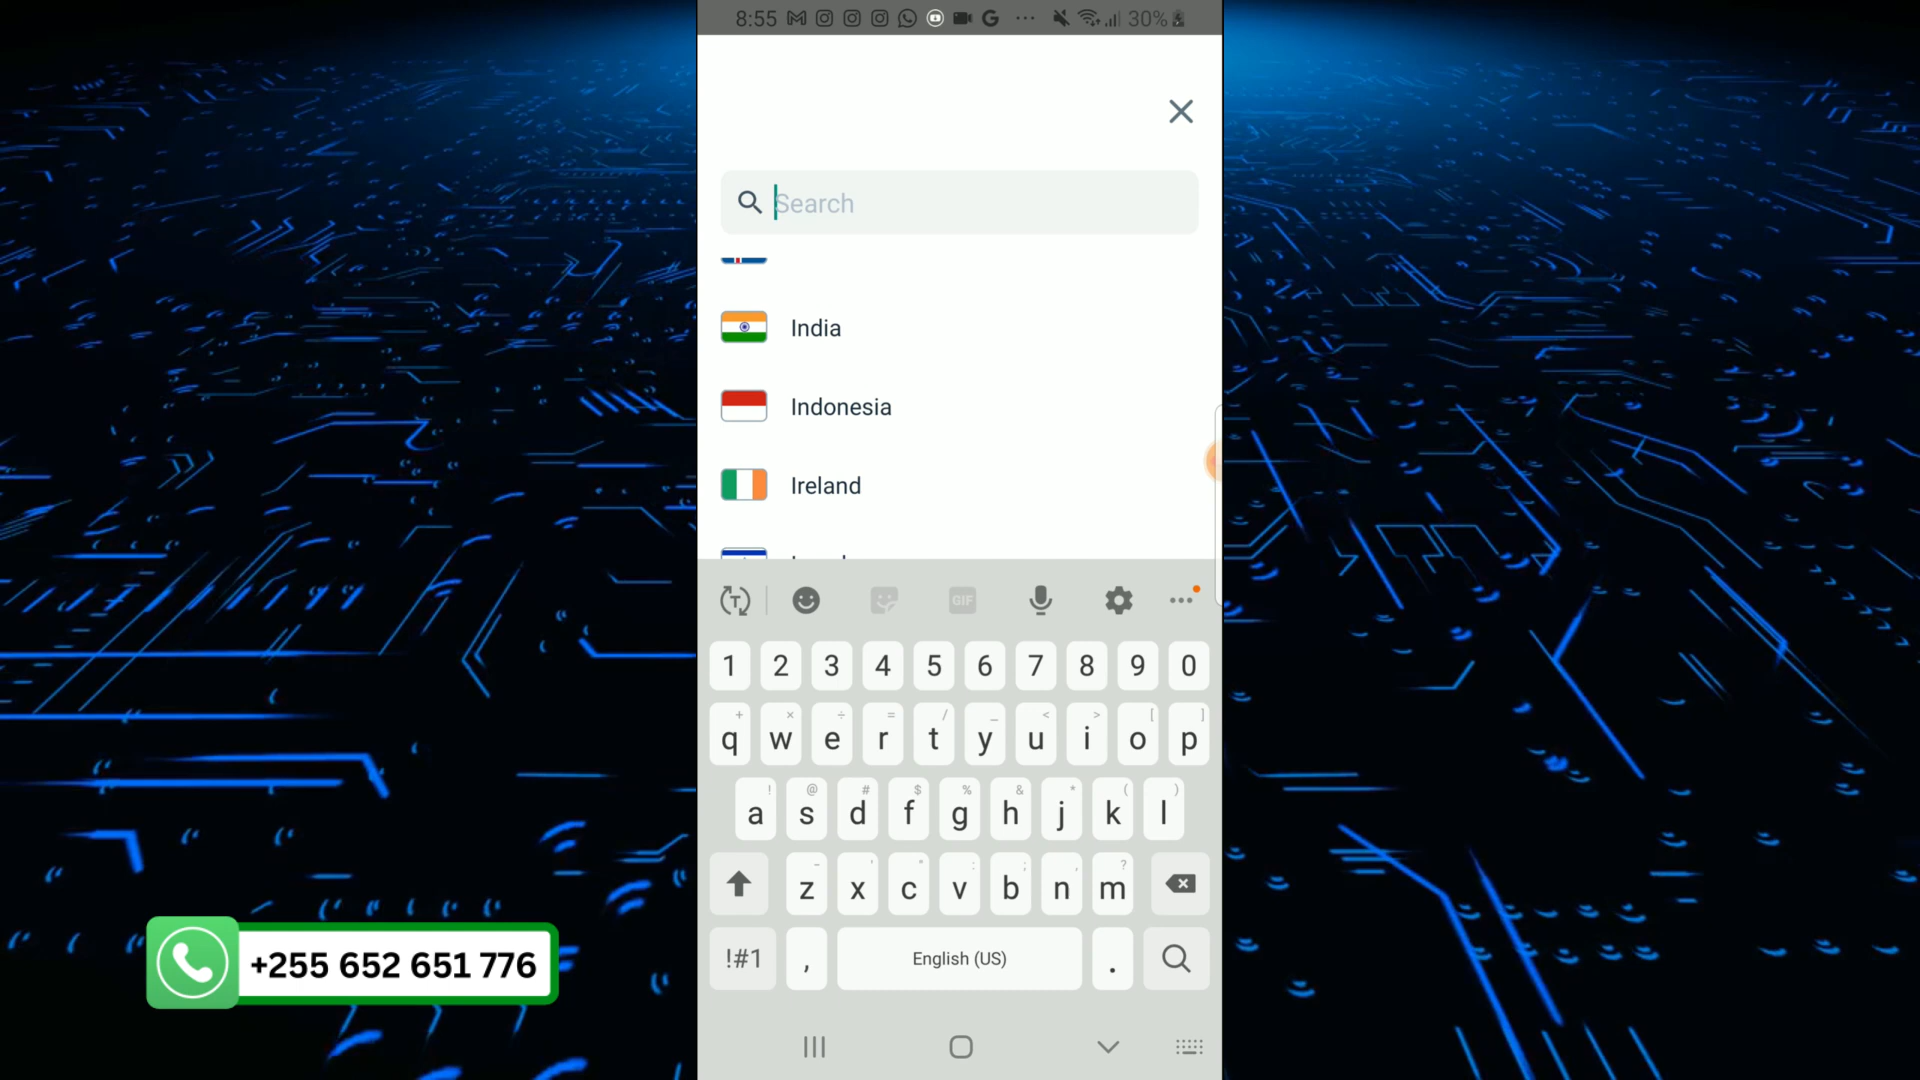 8:55
30%
Search
India
Indonesia
Ireland
GIF
1 2 3 4 5 6 7 8 9 0
+ × ÷ = / _ < > [ ]
q w e r t y u i o p
! @ # $ % & * ( )
a s d f g h j k l
- ' " : ; , ?
z x c v b n m
!#1 , English (US) .
+255 652 651 776